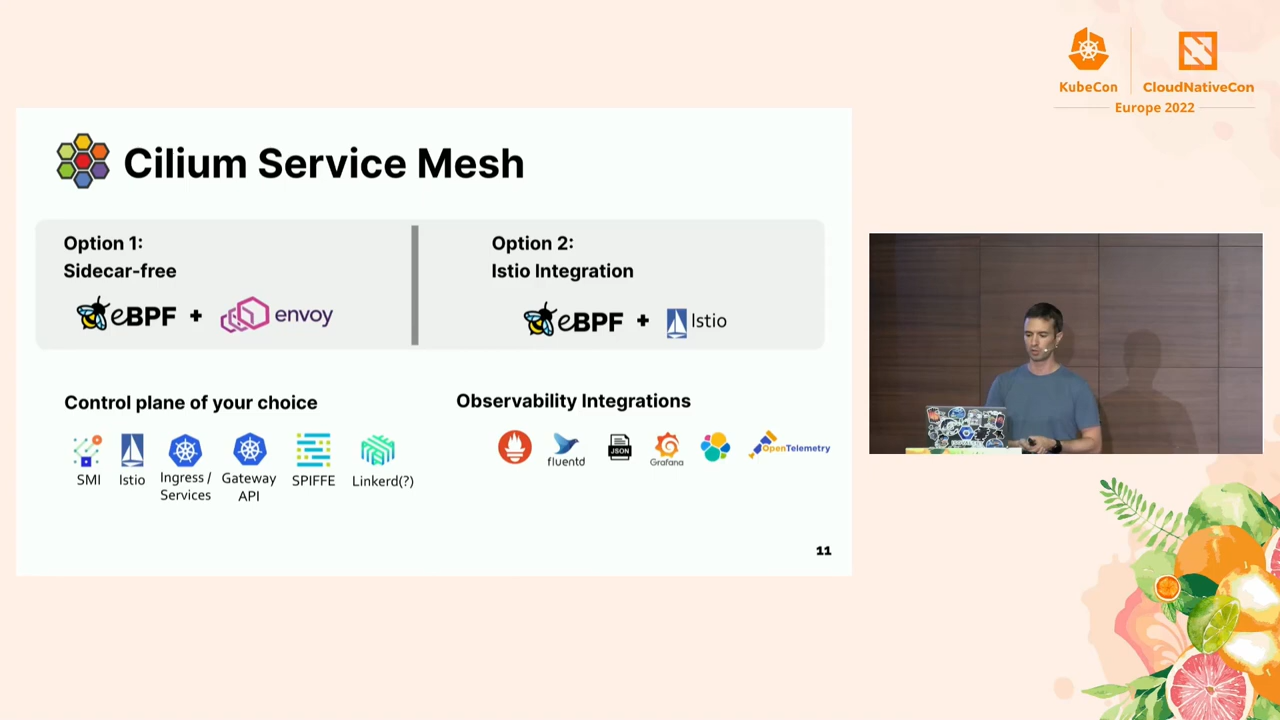 KubeCon
CloudNativeCon
Europe 2022
Cilium Service Mesh
Option 1:
Sidecar-free
eBPF + envoy
Option 2:
Istio Integration
eBPF + Istio
Control plane of your choice
SMI
Istio
Ingress /
Services
Gateway
API
SPIFFE
Linkerd(?)
Observability Integrations
fluentd
JSON
Grafana
OpenTelemetry
11